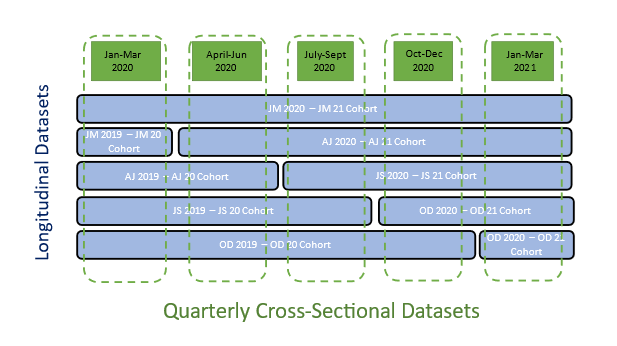 Jan-Mar
2020
April-Jun
2020
July-Sept
2020
Oct-Dec
2020
Jan-Mar
2021
Longitudinal Datasets
JM 2020 – JM 21 Cohort
JM 2019 – JM 20
Cohort
AJ 2020 – AJ 21 Cohort
AJ 2019 – AJ 20 Cohort
JS 2020 – JS 21 Cohort
JS 2019 – JS 20 Cohort
OD 2020 – OD 21 Cohort
OD 2019 – OD 20 Cohort
OD 2020 – OD 21
Cohort
Quarterly Cross-Sectional Datasets